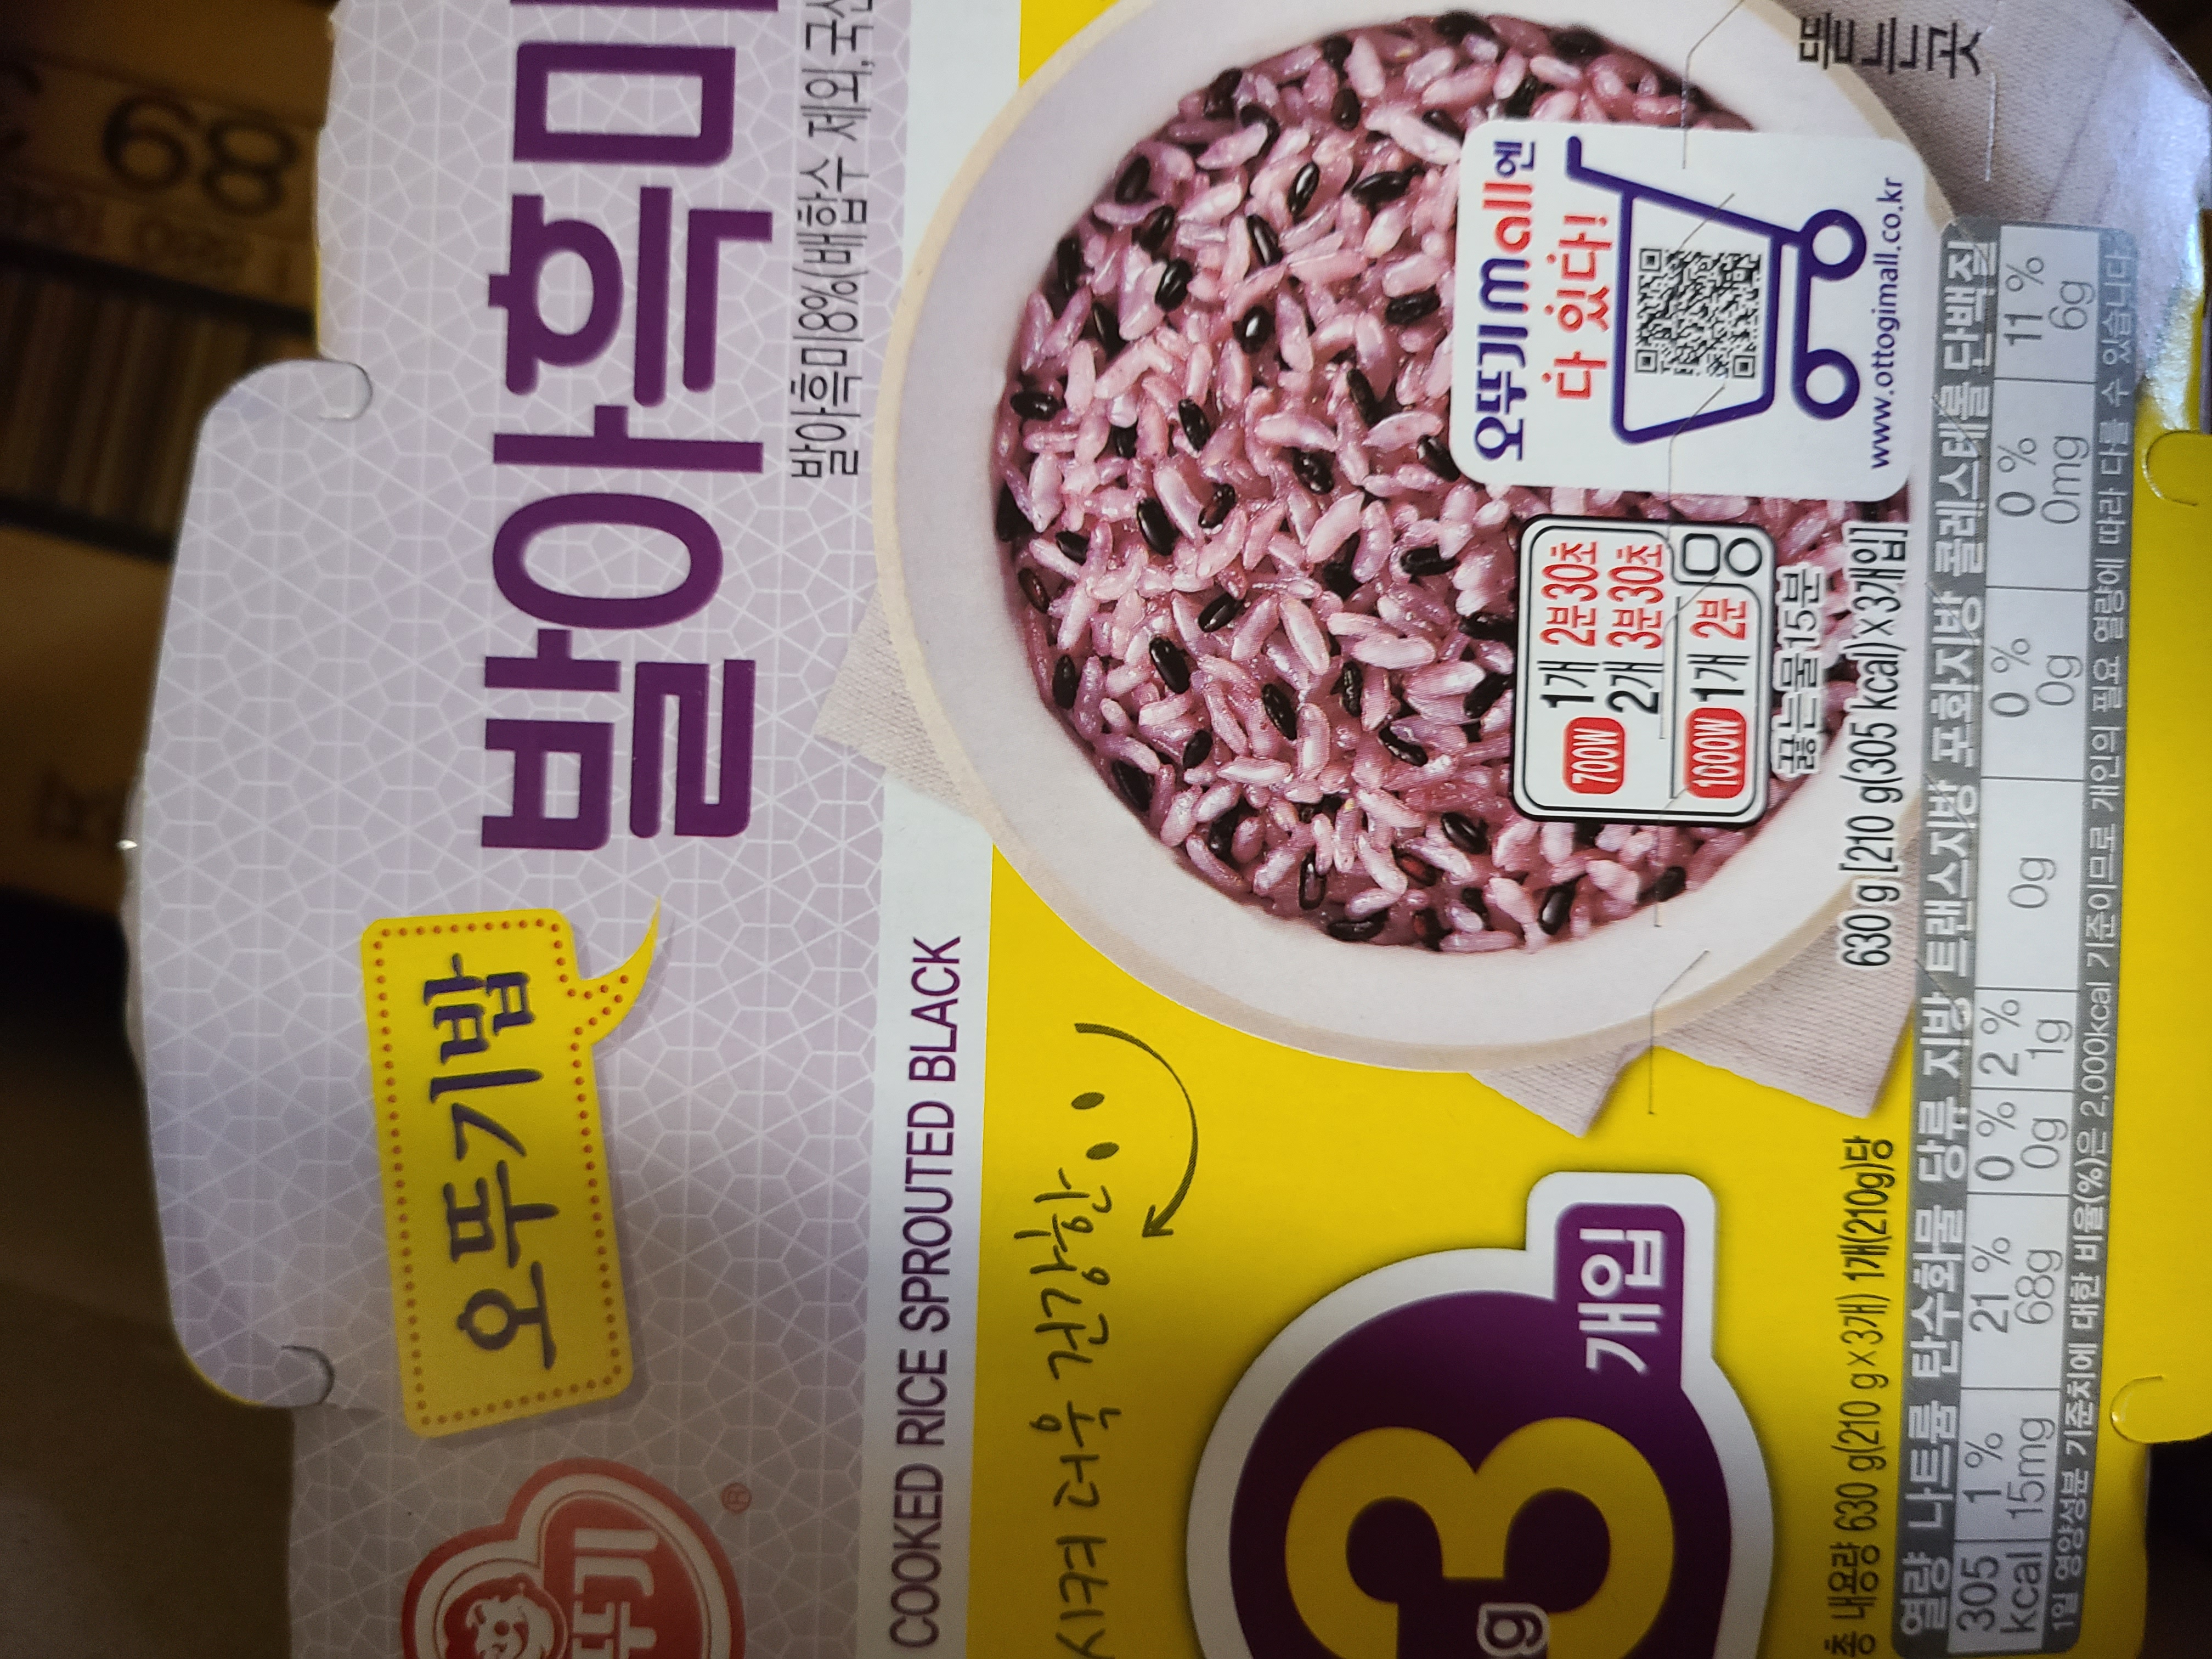 뚜기
®
오뚜기밥
발아흑미
발아흑미8%(배합수 제외, 국산
COOKED RICE SPROUTED BLACK
3
개입
g
700W 1개 2분30초
2개 3분30초
1000W 1개 2분
끓는물15분
오뚜기mall엔
다 있다!
www.ottogimall.co.kr
뜯는곳
630 g [210 g(305 kcal)×3개입]
총 내용량 630 g(210 g×3개) 1개(210g)당
열량 나트륨 탄수화물 당류 지방 트랜스지방 포화지방 콜레스테롤 단백질
305 1 % 21 % 0 % 2 % 0 % 0 % 11 %
kcal 15mg 68g 0g 1g 0g 0g 0mg 6g
1일 영양성분 기준치에 대한 비율(%)은 2,000kcal 기준이므로 개인의 필요 열량에 따라 다를 수 있습니다
68